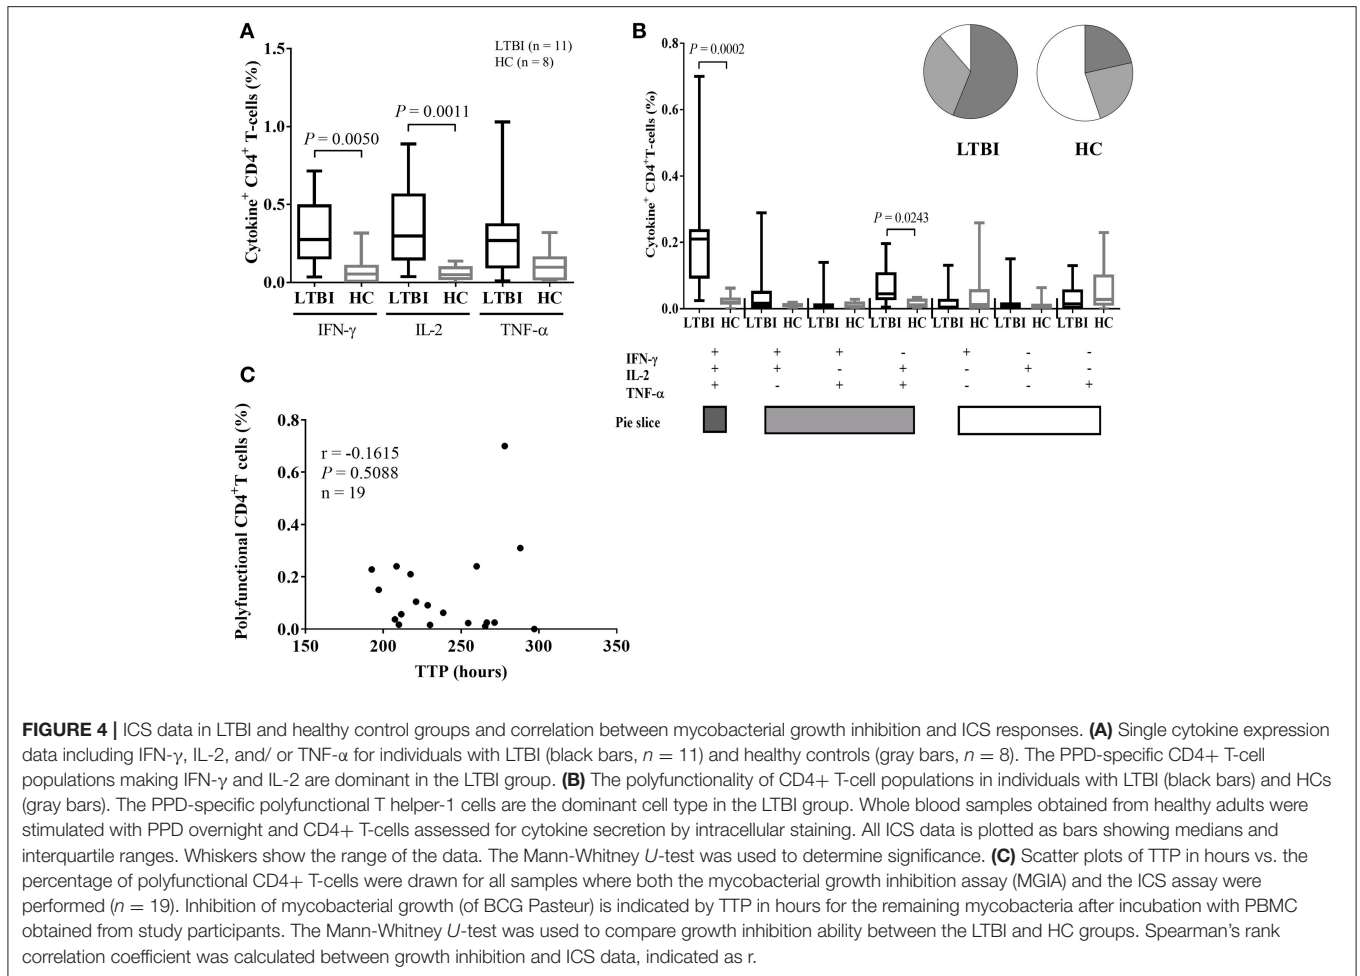 A
Cytokine+ CD4+ T-cells (%)
1.5
1.0
0.5
0.0
LTBI (n = 11)
HC (n = 8)
P = 0.0050
P = 0.0011
LTBI HC LTBI HC LTBI HC
IFN-γ IL-2 TNF-α
B
Cytokine+ CD4+T-cells (%)
0.8
0.6
0.4
0.2
0.0
P = 0.0002
P = 0.0243
LTBI HC
LTBI HC LTBI HC LTBI HC LTBI HC LTBI HC LTBI HC LTBI HC
IFN-γ + + + - + - -
IL-2 + + - + - + -
TNF-α + - + + - - +
Pie slice
C
Polyfunctional CD4+T cells (%)
0.8
0.6
0.4
0.2
0.0
r = -0.1615
P = 0.5088
n = 19
150 200 250 300 350
TTP (hours)
FIGURE 4 | ICS data in LTBI and healthy control groups and correlation between mycobacterial growth inhibition and ICS responses. (A) Single cytokine expression
data including IFN-γ, IL-2, and/ or TNF-α for individuals with LTBI (black bars, n = 11) and healthy controls (gray bars, n = 8). The PPD-specific CD4+ T-cell
populations making IFN-γ and IL-2 are dominant in the LTBI group. (B) The polyfunctionality of CD4+ T-cell populations in individuals with LTBI (black bars) and HCs
(gray bars). The PPD-specific polyfunctional T helper-1 cells are the dominant cell type in the LTBI group. Whole blood samples obtained from healthy adults were
stimulated with PPD overnight and CD4+ T-cells assessed for cytokine secretion by intracellular staining. All ICS data is plotted as bars showing medians and
interquartile ranges. Whiskers show the range of the data. The Mann-Whitney U-test was used to determine significance. (C) Scatter plots of TTP in hours vs. the
percentage of polyfunctional CD4+ T-cells were drawn for all samples where both the mycobacterial growth inhibition assay (MGIA) and the ICS assay were
performed (n = 19). Inhibition of mycobacterial growth (of BCG Pasteur) is indicated by TTP in hours for the remaining mycobacteria after incubation with PBMC
obtained from study participants. The Mann-Whitney U-test was used to compare growth inhibition ability between the LTBI and HC groups. Spearman's rank
correlation coefficient was calculated between growth inhibition and ICS data, indicated as r.